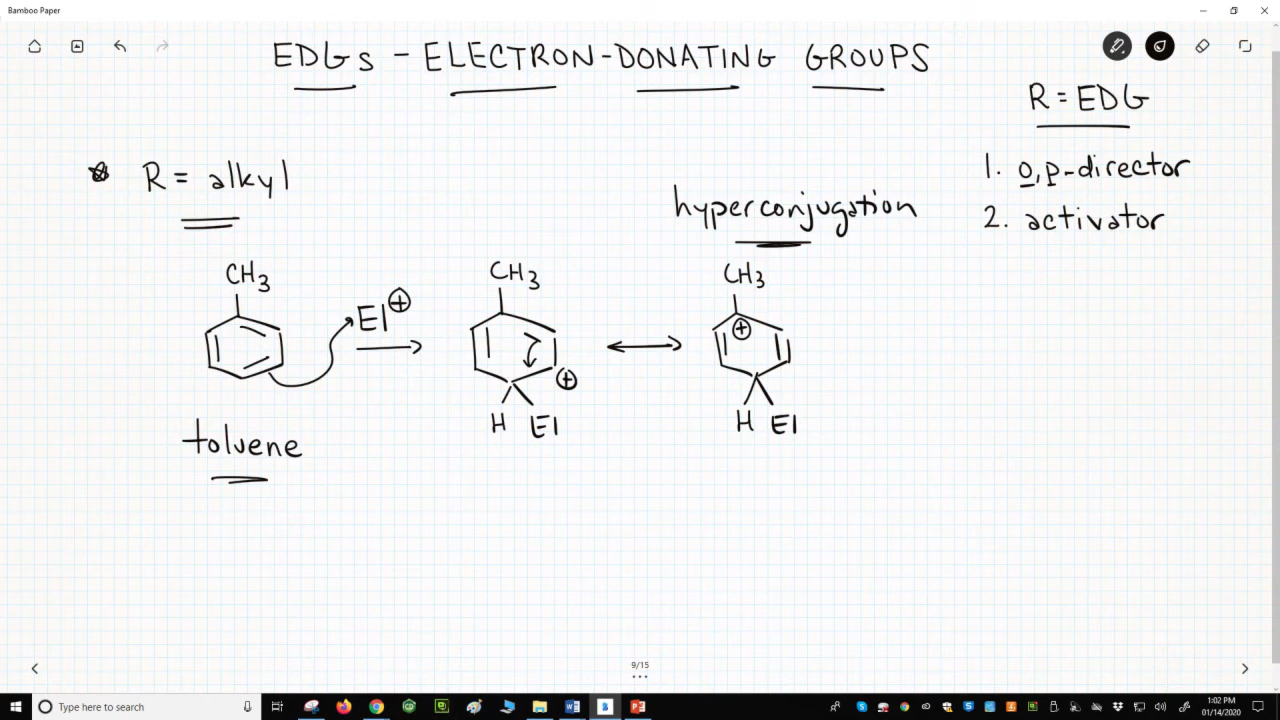 Bamboo Paper
EDGs - ELECTRON-DONATING GROUPS
R = EDG
1. o,p-director
2. activator
R = alkyl
hyperconjugation
CH3
El⊕
CH3
⊕
H El
CH3
⊕
H El
toluene
9/15
Type here to search
1:02 PM
01/14/2020